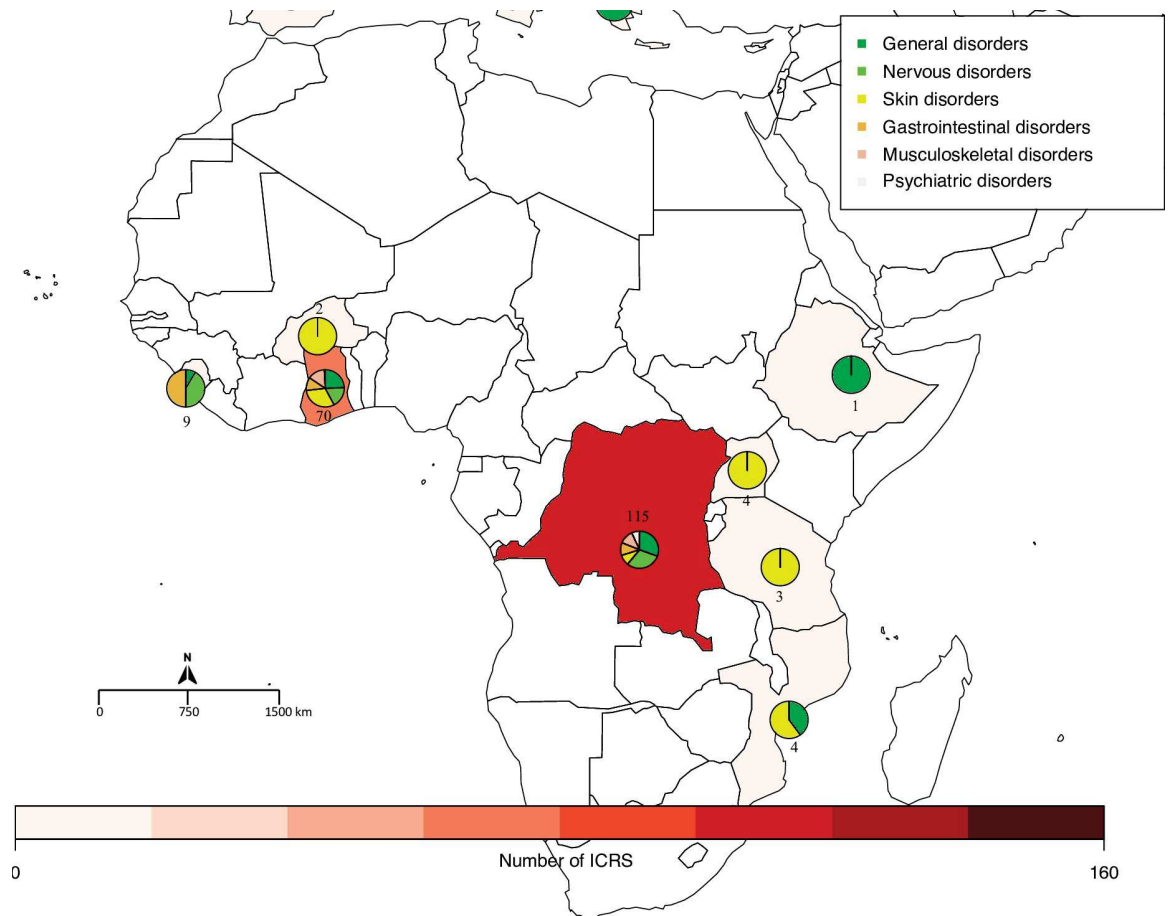 General disorders
Nervous disorders
Skin disorders
Gastrointestinal disorders
Musculoskeletal disorders
Psychiatric disorders
2
9
70
1
4
115
3
N
0 750 1500 km
4
Number of ICRS
0 160